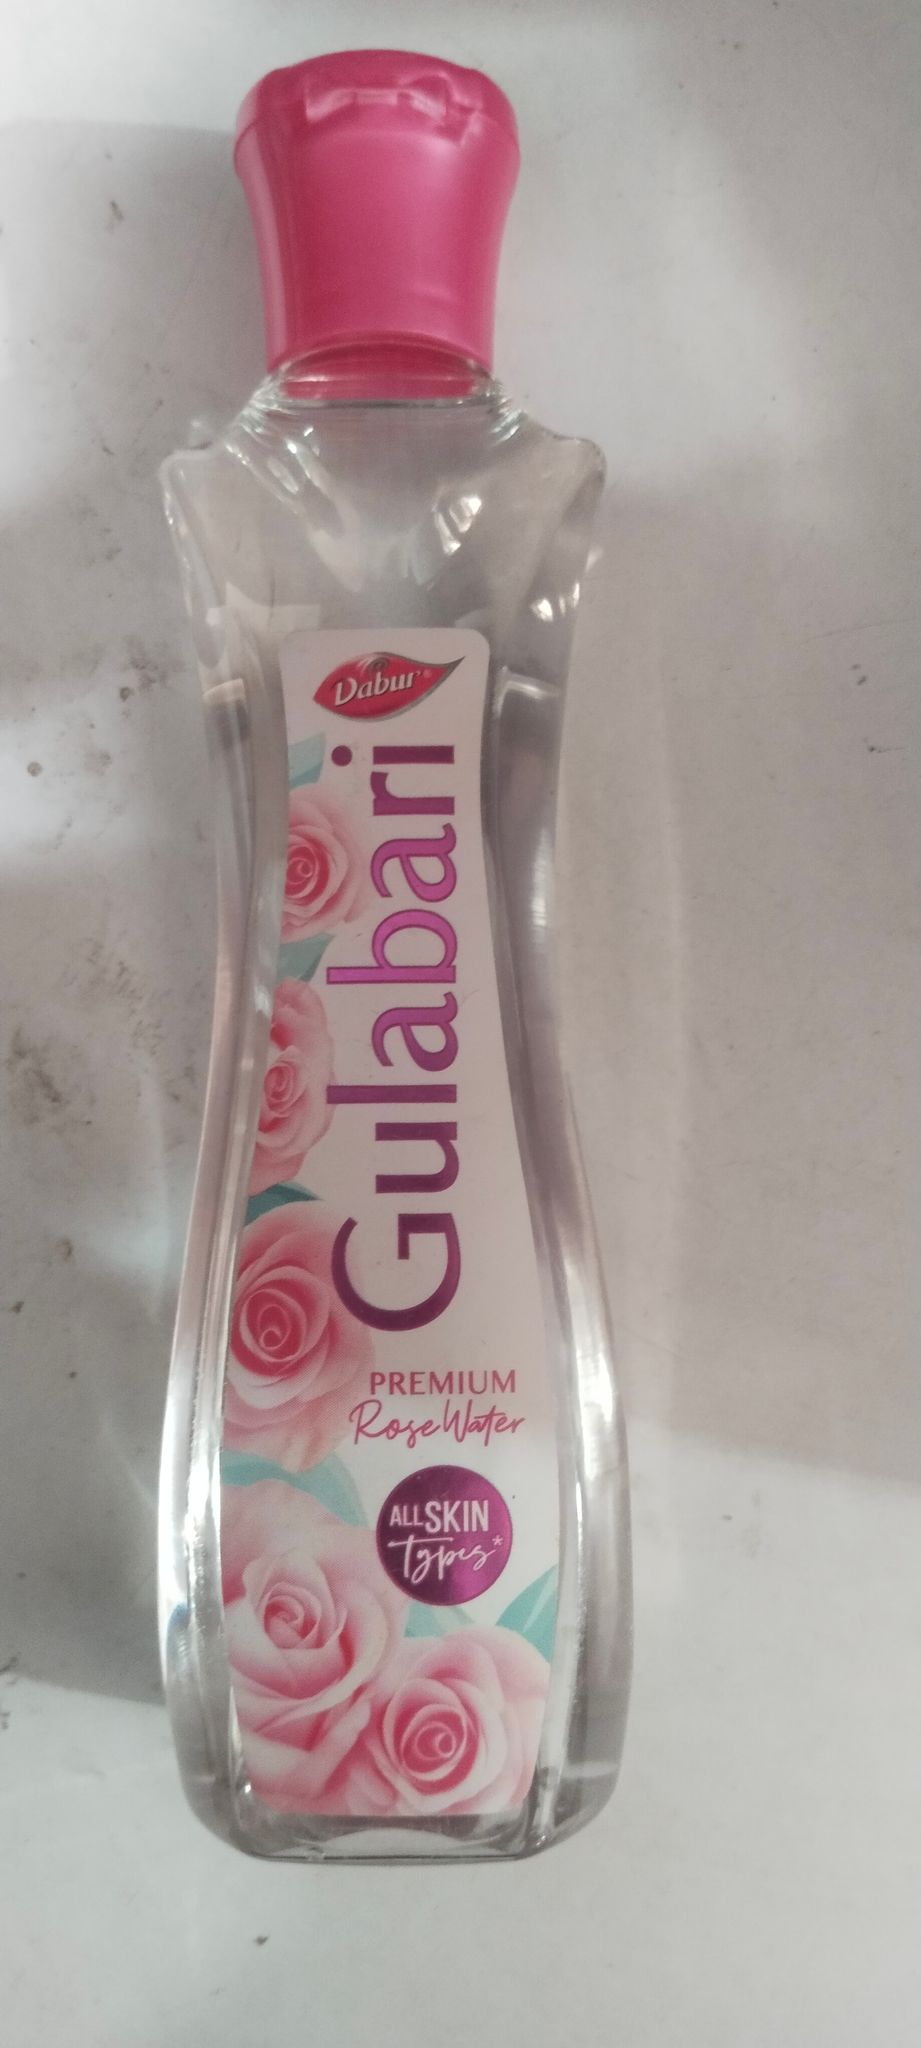 Dabur®
Gulabari
PREMIUM
Rose Water
ALL SKIN
Types*